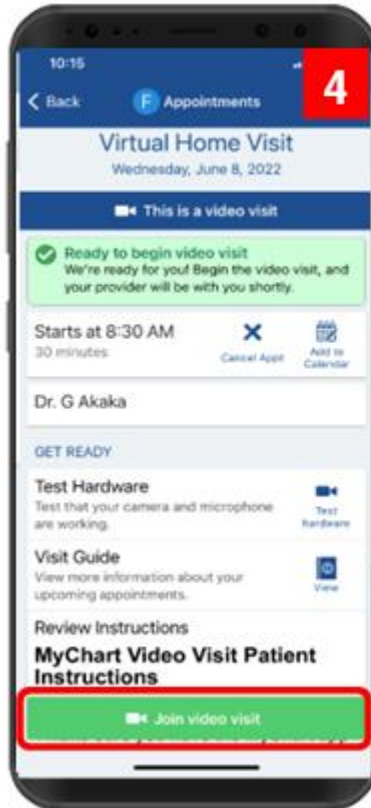 10:15
4
Back
F Appointments
Virtual Home Visit
Wednesday, June 8, 2022
This is a video visit
Ready to begin video visit
We're ready for you! Begin the video visit, and
your provider will be with you shortly.
Starts at 8:30 AM
30 minutes
Cancel Appt
Add to
Calendar
Dr. G Akaka
GET READY
Test Hardware
Test that your camera and microphone
are working.
Test
hardware
Visit Guide
View more information about your
upcoming appointments.
View
Review Instructions
MyChart Video Visit Patient
Instructions
Join video visit